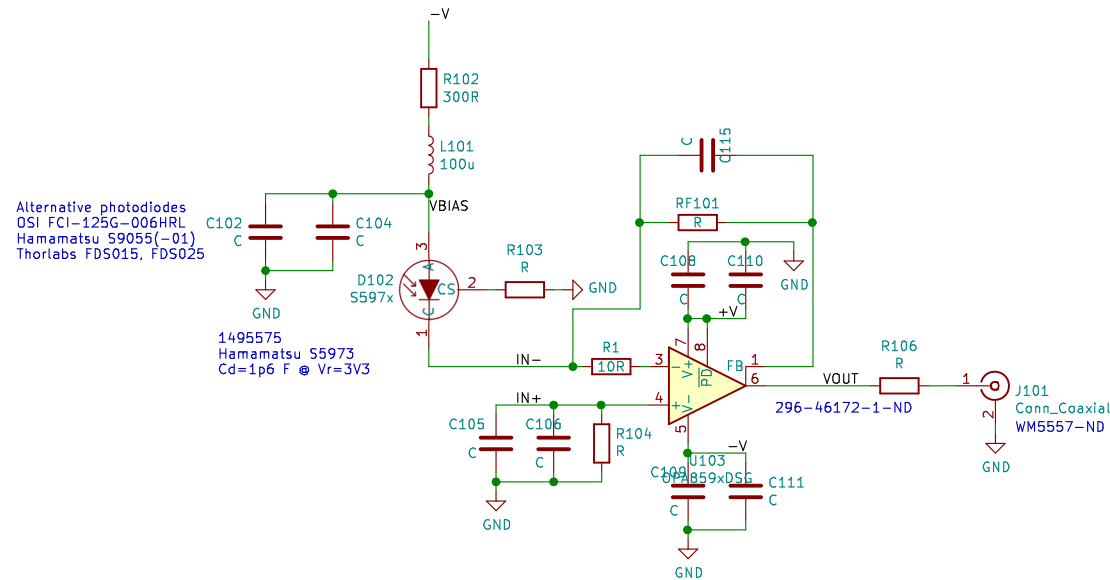 -V
R102
300R
L101
100u
VBIAS
Alternative photodiodes
OSI FCI-125G-006HRL
Hamamatsu S9055(-01)
Thorlabs FDS015, FDS025
C102
C
C104
C
GND
3
A
D102
S597x
CS
2
C
1
R103
R
GND
1495575
Hamamatsu S5973
Cd=1p6 F @ Vr=3V3
C
C115
RF101
R
C108
C
C110
C
GND
+V
7
8
IN-
R1
10R
3
-
V+
PD
FB
1
6
IN+
4
+
V-
5
VOUT
296-46172-1-ND
R106
R
1
J101
Conn_Coaxial
WM5557-ND
2
GND
C105
C
C106
C
R104
R
GND
-V
U103
OPA859xDSG
C109
C
C111
C
GND